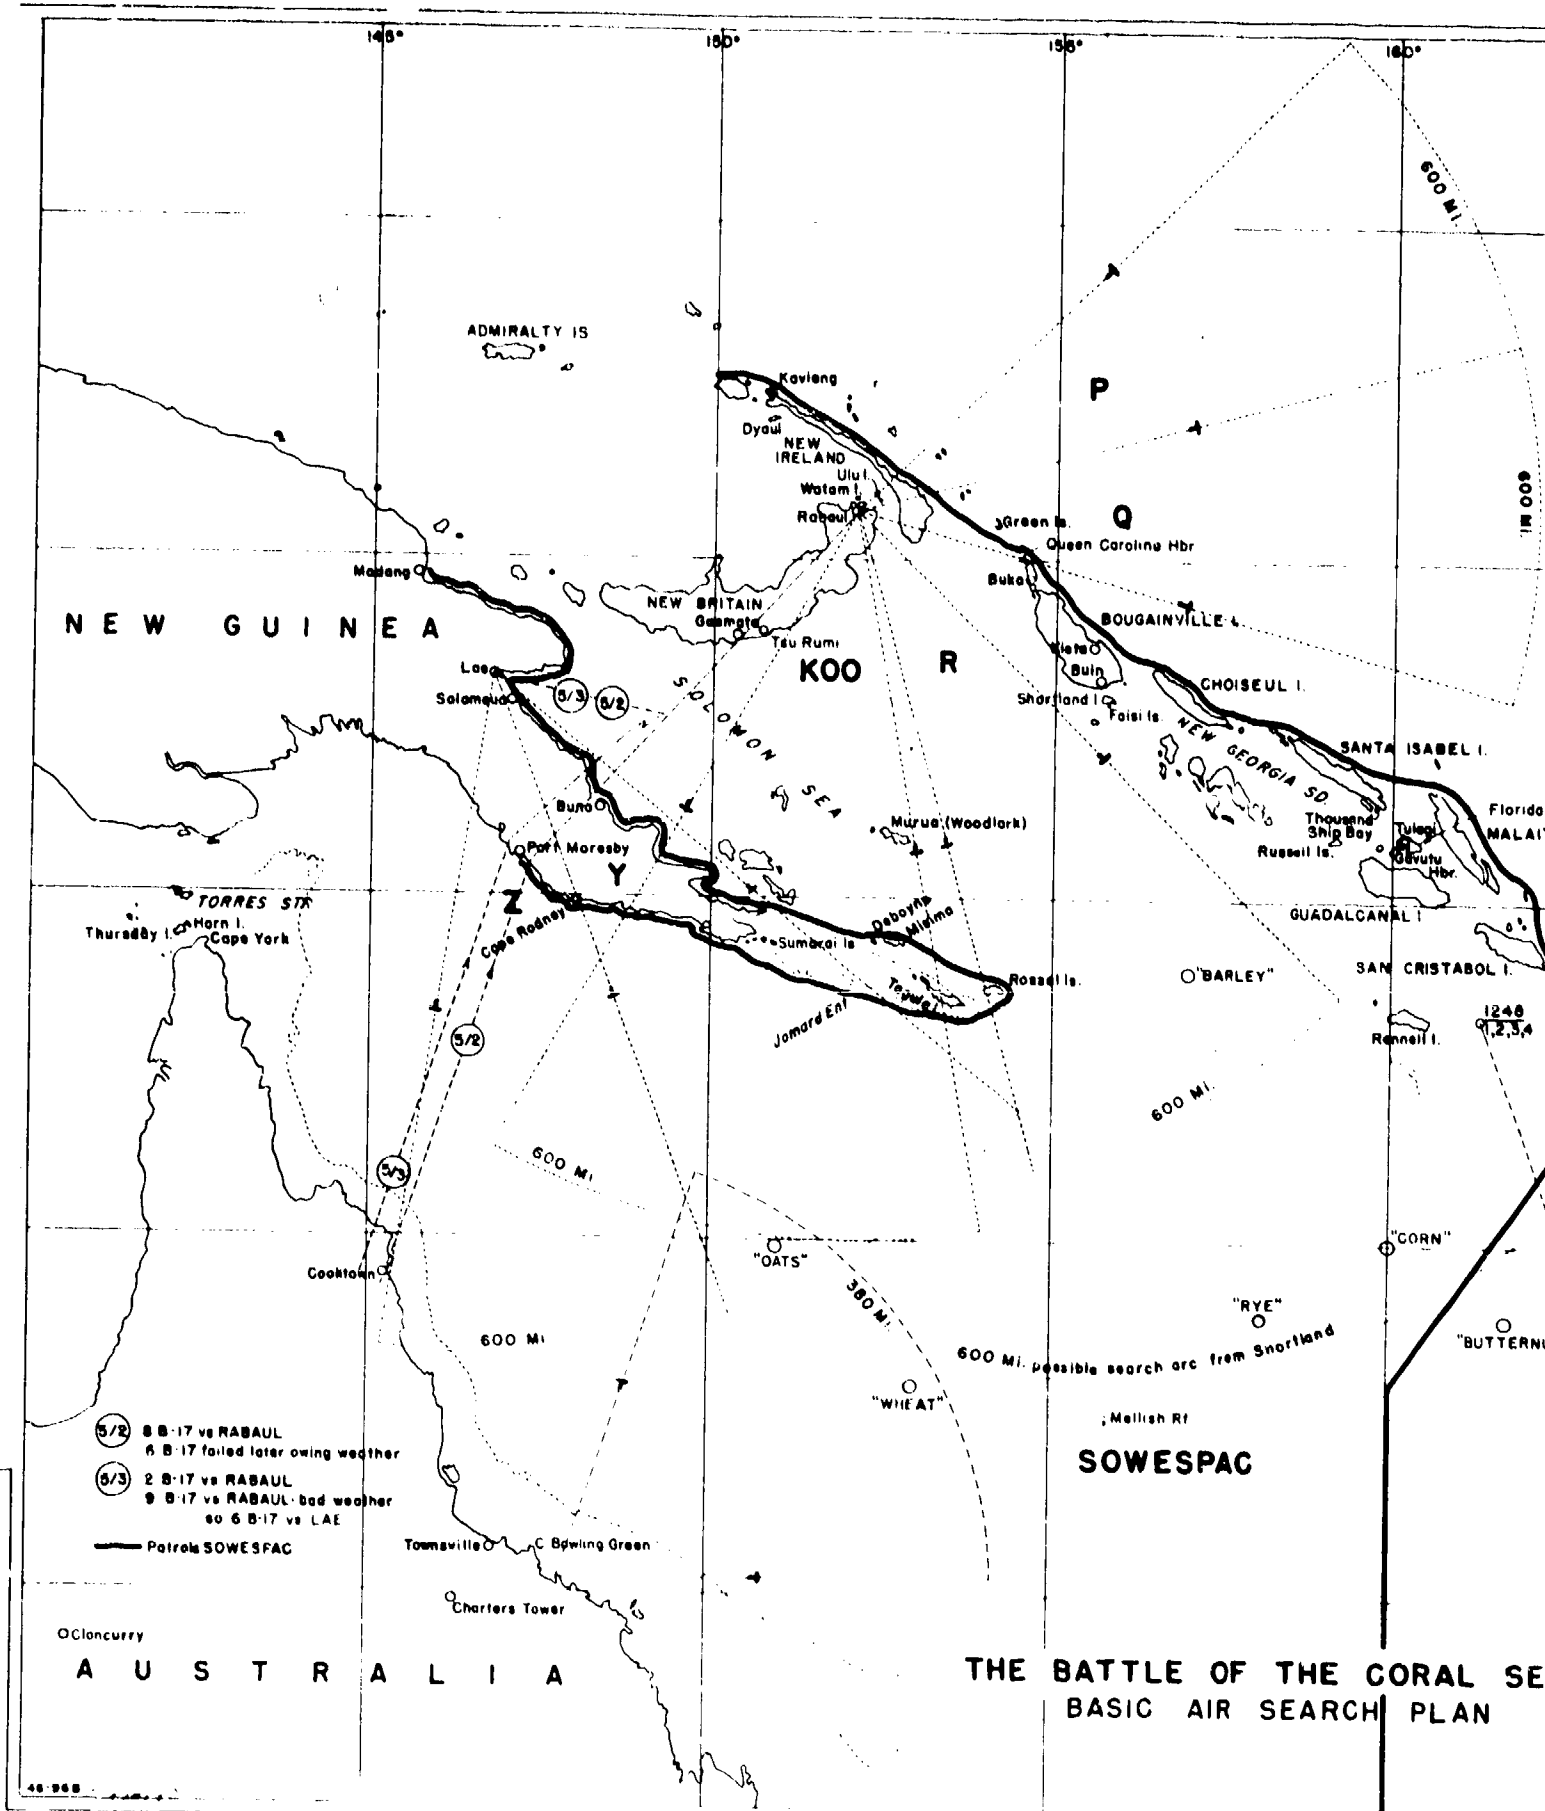 145°
150°
155°
160°
600 MI.
ADMIRALTY IS
P
Kavieng
Dyaul
NEW
IRELAND
Ulu I.
Watom I.
Rabaul
Q
600 MI.
Green Is.
Queen Carolina Hbr
Buka
Madang
NEW GUINEA
NEW BRITAIN
Gasmata
Tsu Rumi
BOUGAINVILLE I.
KOO
R
Kieta
Buin
Lae
Salamaua
5/3
5/2
CHOISEUL I.
Shortland I.
Faisi Is.
SOLOMON SEA
NEW GEORGIA SD.
SANTA ISABEL I.
Buna
Thousand
Ship Bay
Florida
MALAI
Murua (Woodlark)
Tulagi
Russell Is.
Gavutu
Hbr.
Port Moresby
Y
Z
TORRES STR
Cape Rodney
Deboyne
Misima
GUADALCANAL I
Horn I.
Thursday I.
Cape York
Samarai Is
SAN CRISTABOL I.
"BARLEY"
Rossel Is.
Tagula I.
Jomard Ent
1248
1,2,3,4
Rennell I.
5/2
600 MI.
600 MI
5/3
"OATS"
"CORN"
Cooktown
380 MI.
"RYE"
600 MI
600 MI. possible search arc from Shortland
"BUTTERNU
"WHEAT"
Mellish Rf
5/2 8 B-17 vs RABAUL
6 B-17 failed later owing weather
SOWESPAC
5/3 2 B-17 vs RABAUL
9 B-17 vs RABAUL-bad weather
so 6 B-17 vs LAE
Patrols SOWESPAC
Townsville
C Bowling Green
Charters Tower
Cloncurry
AUSTRALIA
THE BATTLE OF THE CORAL SE
BASIC AIR SEARCH PLAN